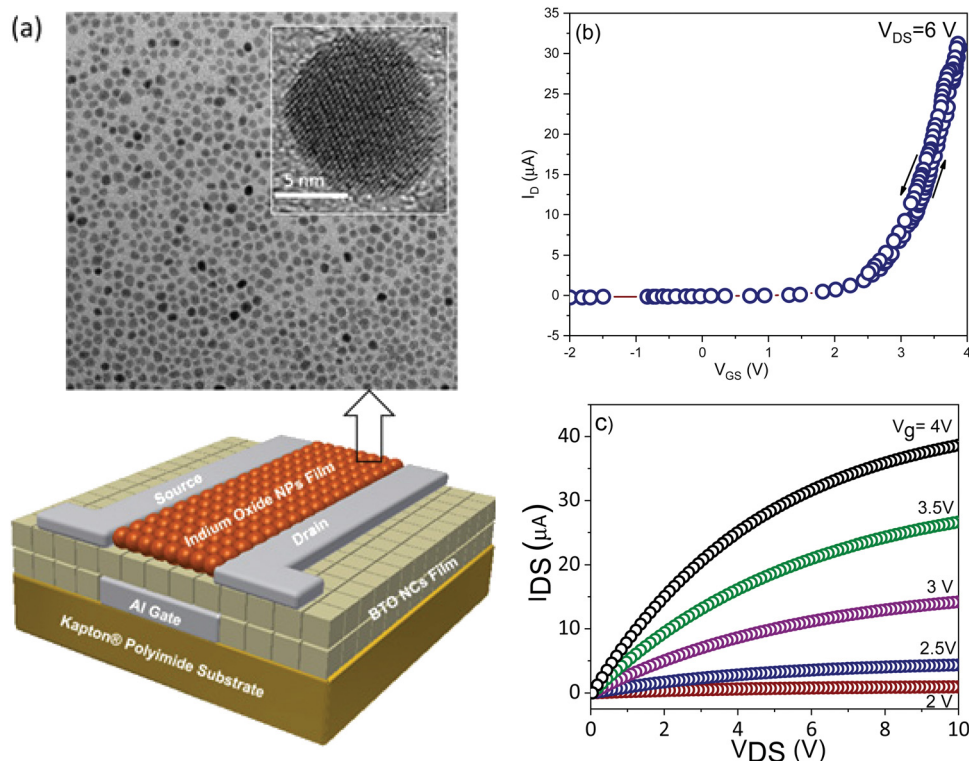 (a)
5 nm
Source
Indium Oxide NPs Film
Drain
Al Gate
BTO NCs Film
Kapton® Polyimide Substrate
(b)
V_DS=6 V
35
30
25
20
15
10
5
0
-5
I_D (μA)
-2 -1 0 1 2 3 4
V_GS (V)
c)
Vg= 4V
3.5V
3 V
2.5V
2 V
40
30
20
10
0
IDS (μA)
0 2 4 6 8 10
VDS (V)